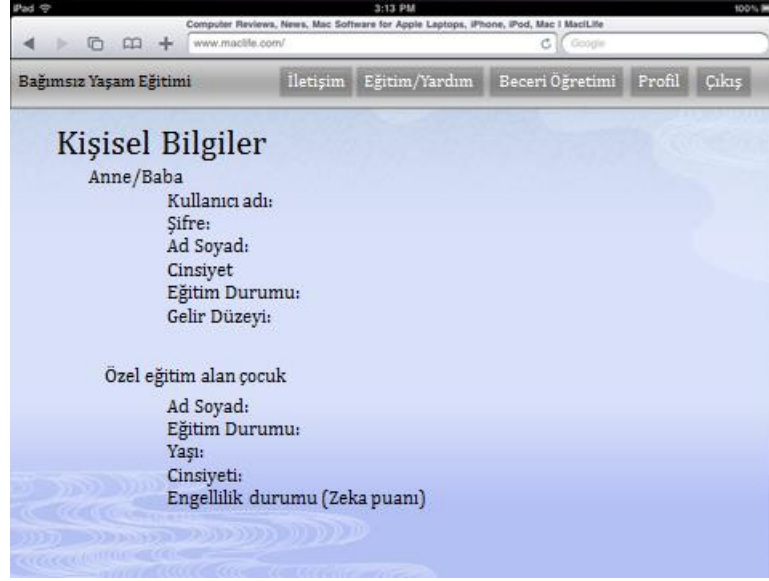 iPad 3:13 PM 100%
Computer Reviews, News, Mac Software for Apple Laptops, iPhone, iPod, Mac | Mac|Life
www.maclife.com/ Google
Bağımsız Yaşam Eğitimi İletişim Eğitim/Yardım Beceri Öğretimi Profil Çıkış
Kişisel Bilgiler
Anne/Baba
Kullanıcı adı:
Şifre:
Ad Soyad:
Cinsiyet
Eğitim Durumu:
Gelir Düzeyi:
Özel eğitim alan çocuk
Ad Soyad:
Eğitim Durumu:
Yaşı:
Cinsiyeti:
Engellilik durumu (Zeka puanı)